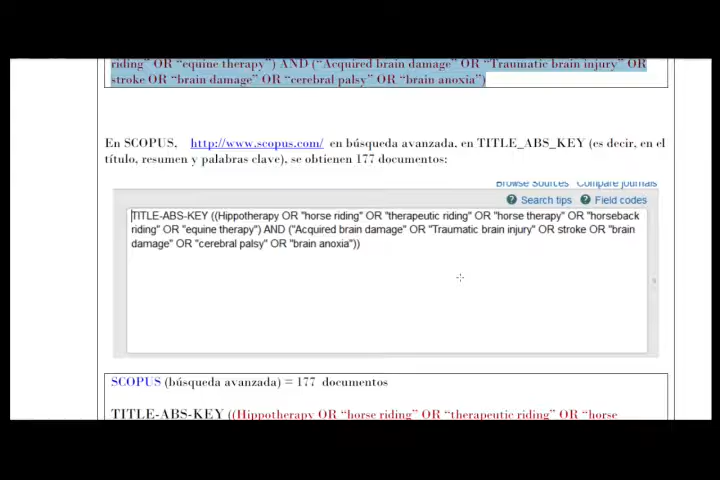 riding” OR “equine therapy”) AND (“Acquired brain damage” OR “Traumatic brain injury” OR
stroke OR “brain damage” OR “cerebral palsy” OR “brain anoxia”)
En SCOPUS, http://www.scopus.com/ en búsqueda avanzada, en TITLE_ABS_KEY (es decir, en el
título, resumen y palabras clave), se obtienen 177 documentos:
Browse Sources Compare journals
Search tips Field codes
TITLE-ABS-KEY ((Hippotherapy OR "horse riding" OR "therapeutic riding" OR "horse therapy" OR "horseback
riding" OR "equine therapy") AND ("Acquired brain damage" OR "Traumatic brain injury" OR stroke OR "brain
damage" OR "cerebral palsy" OR "brain anoxia"))
SCOPUS (búsqueda avanzada) = 177 documentos
TITLE-ABS-KEY ((Hippotherapy OR “horse riding” OR “therapeutic riding” OR “horse